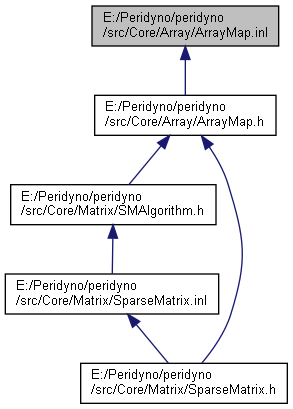 E:/Peridyno/peridyno
/src/Core/Array/ArrayMap.inl
E:/Peridyno/peridyno
/src/Core/Array/ArrayMap.h
E:/Peridyno/peridyno
/src/Core/Matrix/SMAlgorithm.h
E:/Peridyno/peridyno
/src/Core/Matrix/SparseMatrix.inl
E:/Peridyno/peridyno
/src/Core/Matrix/SparseMatrix.h